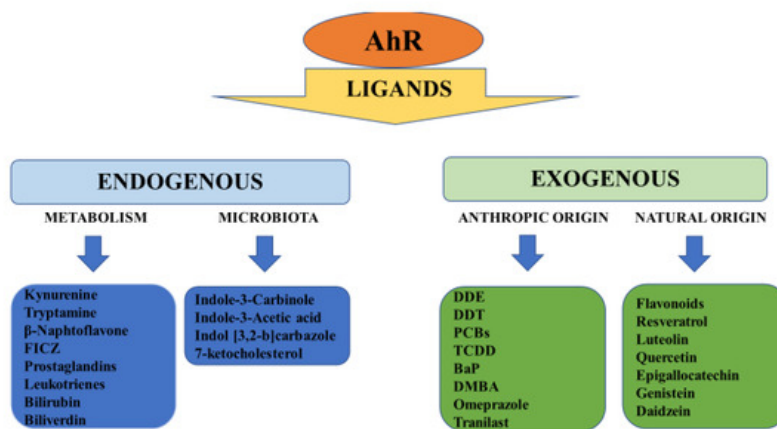 AhR
LIGANDS
ENDOGENOUS
METABOLISM
MICROBIOTA
Kynurenine
Tryptamine
β-Naphtoflavone
FICZ
Prostaglandins
Leukotrienes
Bilirubin
Biliverdin
Indole-3-Carbinole
Indole-3-Acetic acid
Indol [3,2-b]carbazole
7-ketocholesterol
EXOGENOUS
ANTHROPIC ORIGIN
NATURAL ORIGIN
DDE
DDT
PCBs
TCDD
BaP
DMBA
Omeprazole
Tranilast
Flavonoids
Resveratrol
Luteolin
Quercetin
Epigallocatechin
Genistein
Daidzein